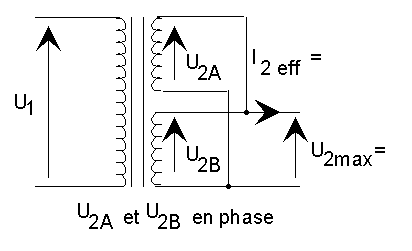 U1
U2A
I2 eff =
U2B
U2max=
U2A et U2B en phase